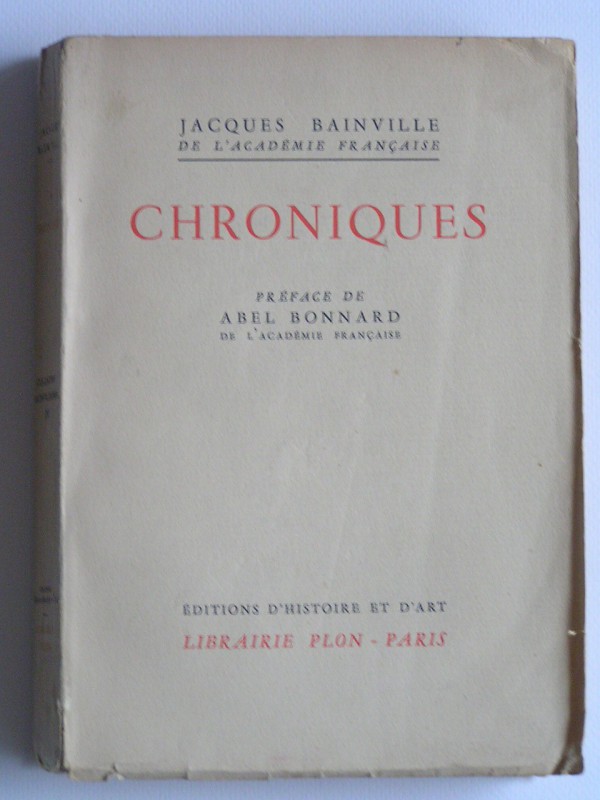 JACQUES BAINVILLE
DE L'ACADÉMIE FRANÇAISE
CHRONIQUES
PRÉFACE DE
ABEL BONNARD
DE L'ACADÉMIE FRANÇAISE
ÉDITIONS D'HISTOIRE ET D'ART
LIBRAIRIE PLON - PARIS